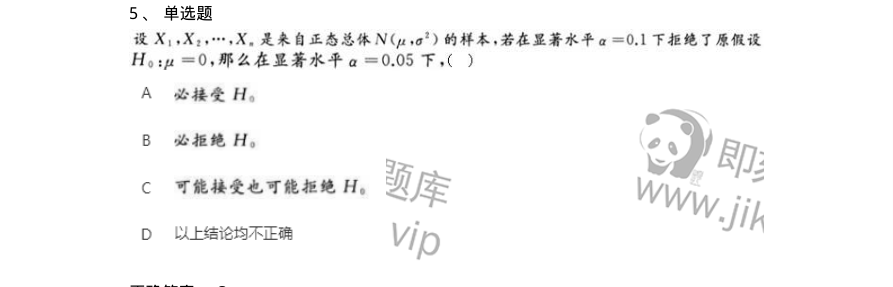 5、 单选题
设 X₁,X₂,⋯,Xₙ 是来自正态总体 N(μ,σ²) 的样本,若在显著水平 α=0.1 下拒绝了原假设
H₀:μ=0,那么在显著水平 α=0.05 下,( )
A 必接受 H₀
B 必拒绝 H₀
C 可能接受也可能拒绝 H₀
D 以上结论均不正确
即
www.jik
题库
vip